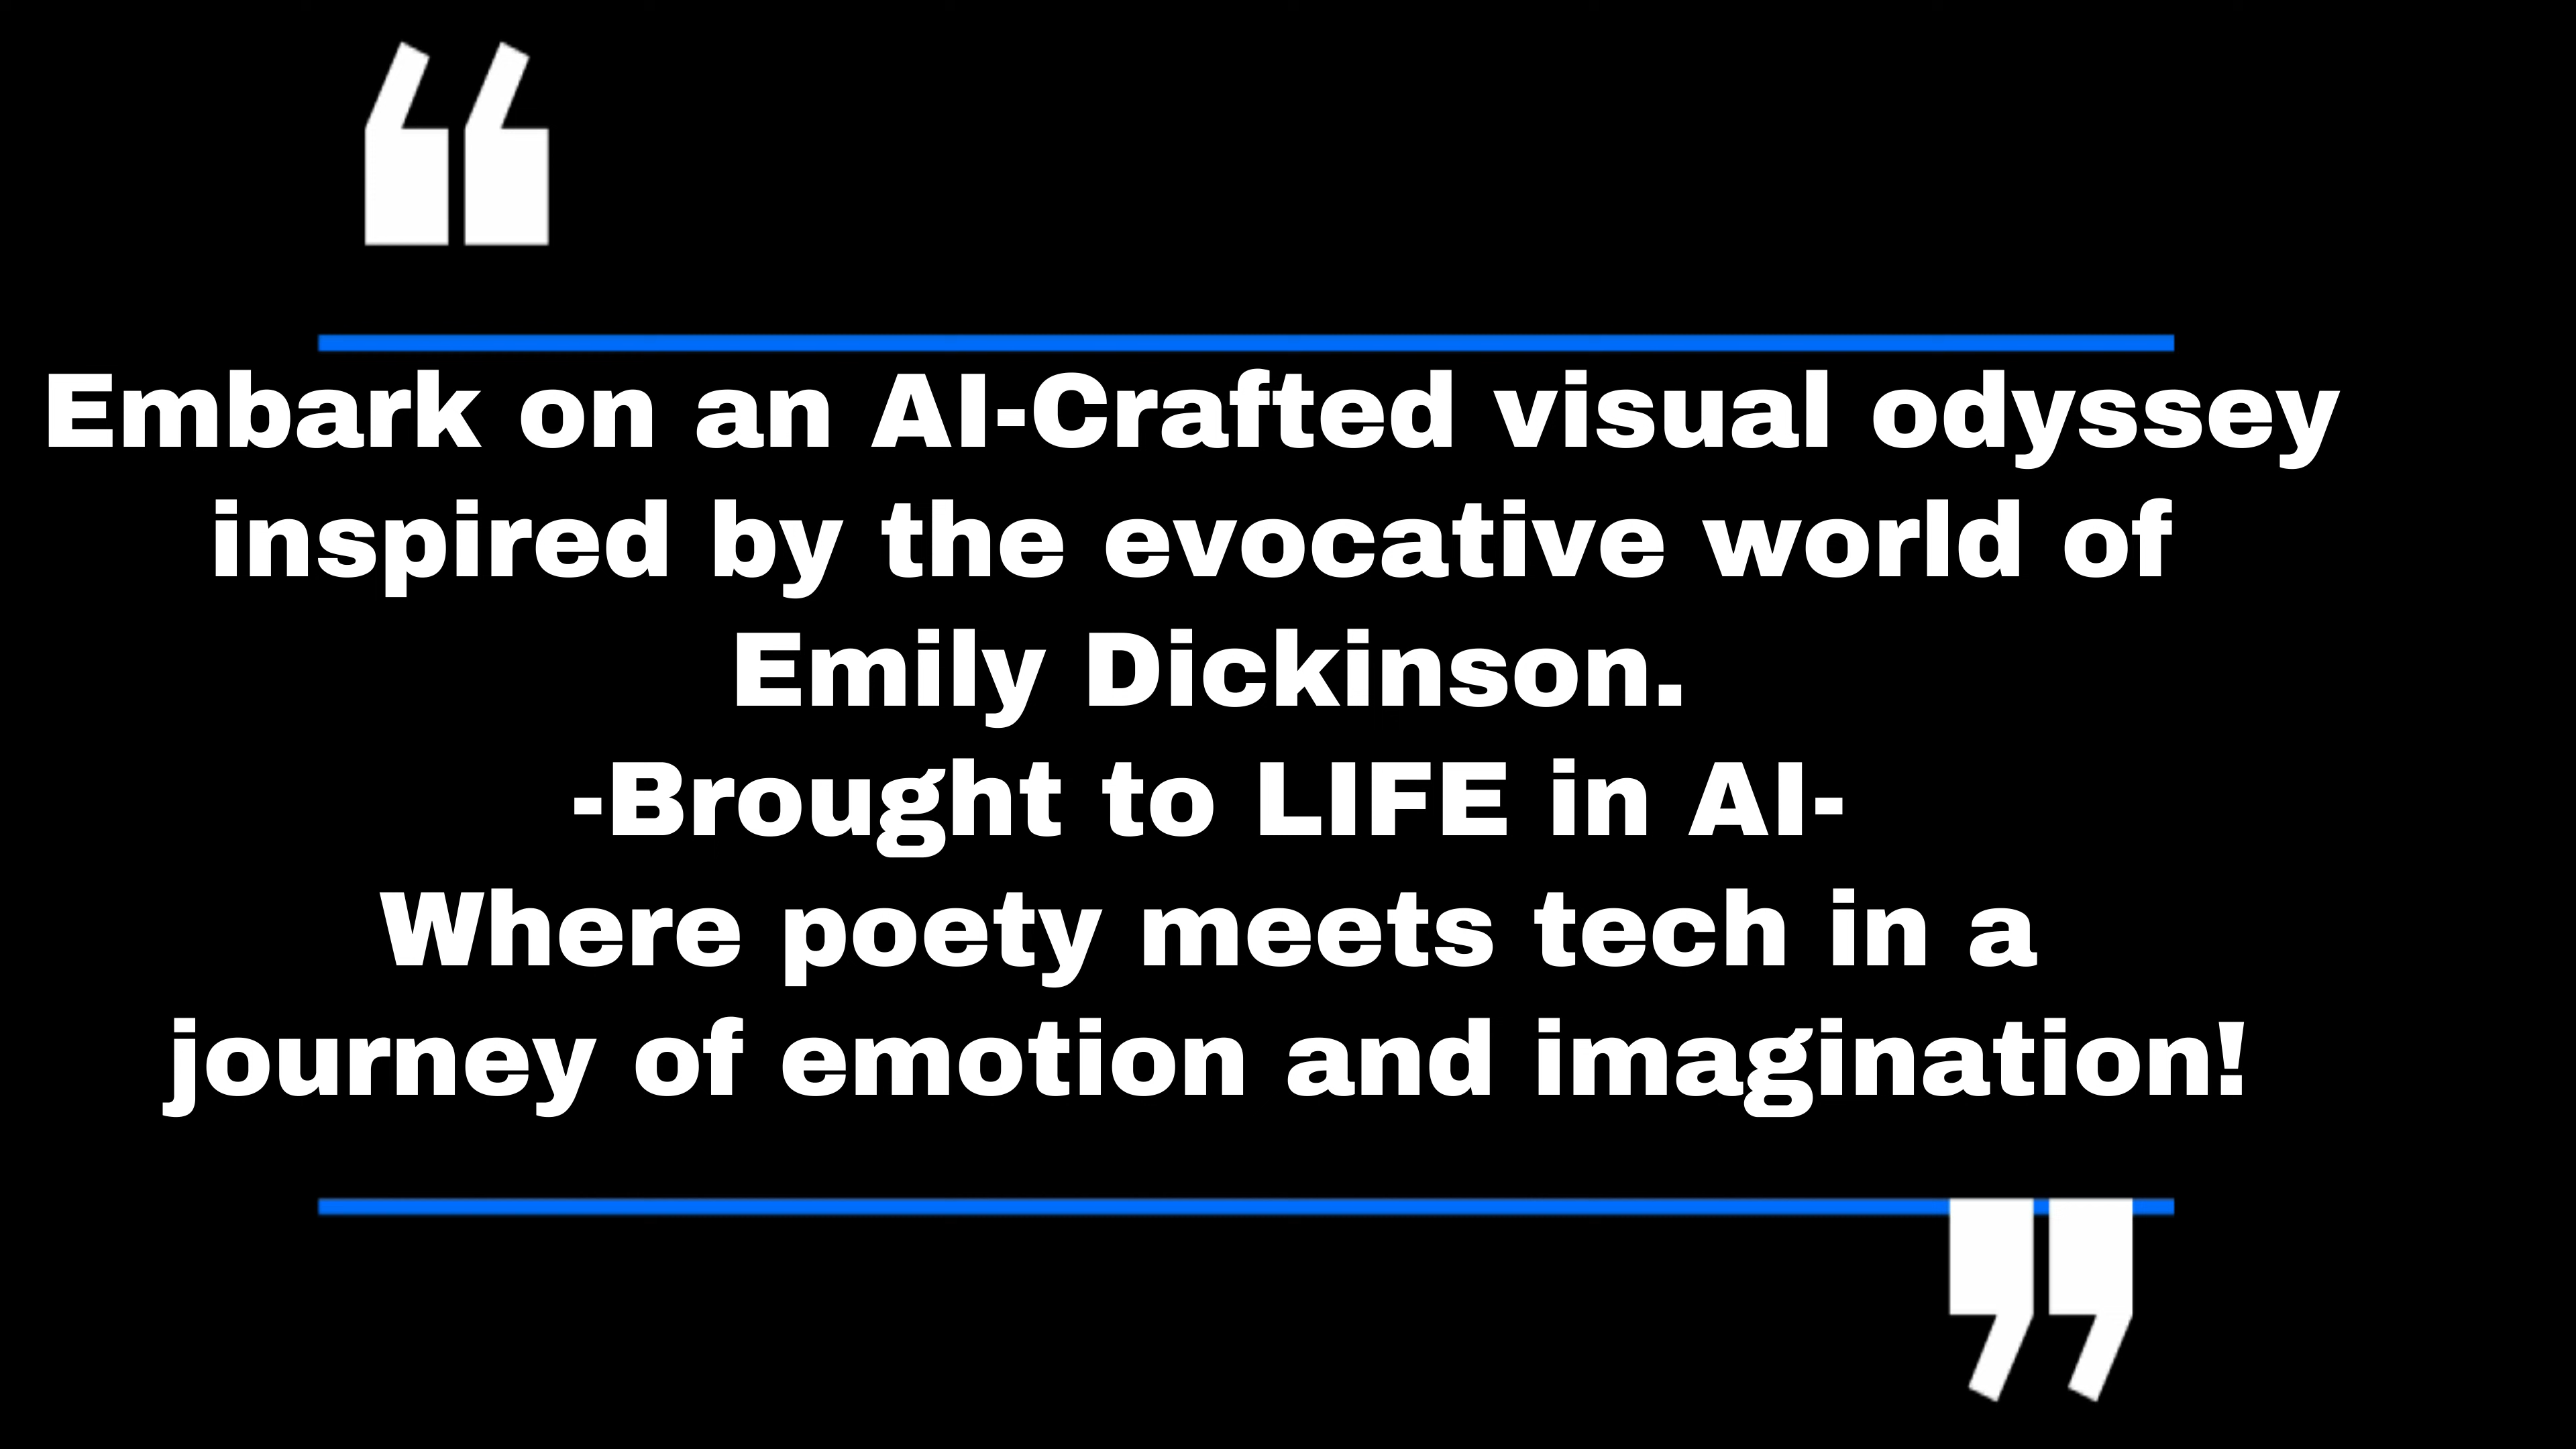 “
Embark on an AI-Crafted visual odyssey
inspired by the evocative world of
Emily Dickinson.
-Brought to LIFE in AI-
Where poety meets tech in a
journey of emotion and imagination!
”